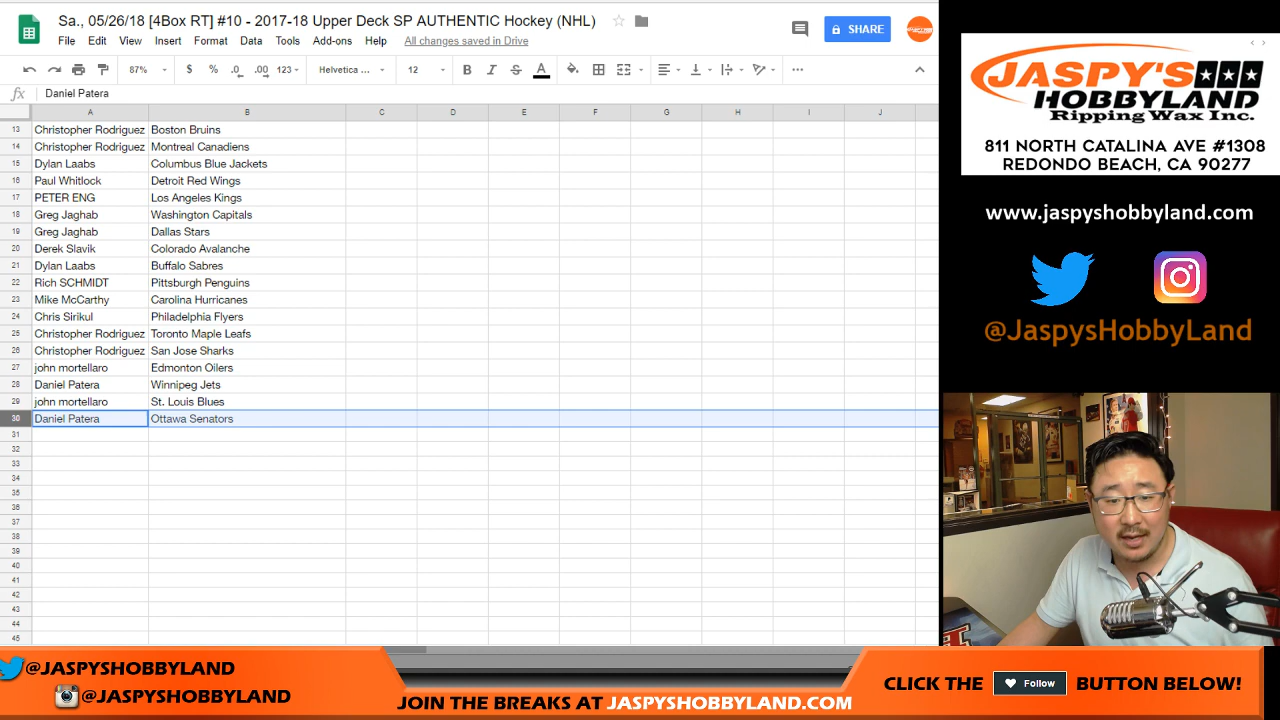 Sa,, 05/26/18 [4Box RT] #10 - 2017-18 Upper Deck SP AUTHENTIC Hockey (NHL)
File Edit View Insert Format Data Tools Add-ons Help All changes saved in Drive
SHARE
87% $ % .0 .00 123 Helvetica ... 12 B I S A
fx Daniel Patera
A B C D E F G H I J
13 Christopher Rodriguez Boston Bruins
14 Christopher Rodriguez Montreal Canadiens
15 Dylan Laabs Columbus Blue Jackets
16 Paul Whitlock Detroit Red Wings
17 PETER ENG Los Angeles Kings
18 Greg Jaghab Washington Capitals
19 Greg Jaghab Dallas Stars
20 Derek Slavik Colorado Avalanche
21 Dylan Laabs Buffalo Sabres
22 Rich SCHMIDT Pittsburgh Penguins
23 Mike McCarthy Carolina Hurricanes
24 Chris Sirikul Philadelphia Flyers
25 Christopher Rodriguez Toronto Maple Leafs
26 Christopher Rodriguez San Jose Sharks
27 john mortellaro Edmonton Oilers
28 Daniel Patera Winnipeg Jets
29 john mortellaro St. Louis Blues
30 Daniel Patera Ottawa Senators
31
32
33
34
35
36
37
38
39
40
41
42
43
44
45
JASPY'S
HOBBYLAND
Ripping Wax Inc.
811 NORTH CATALINA AVE #1308
REDONDO BEACH, CA 90277
www.jaspyshobbyland.com
@JaspysHobbyLand
@JASPYSHOBBYLAND
@JASPYSHOBBYLAND
JOIN THE BREAKS AT JASPYSHOBBYLAND.COM
CLICK THE Follow BUTTON BELOW!